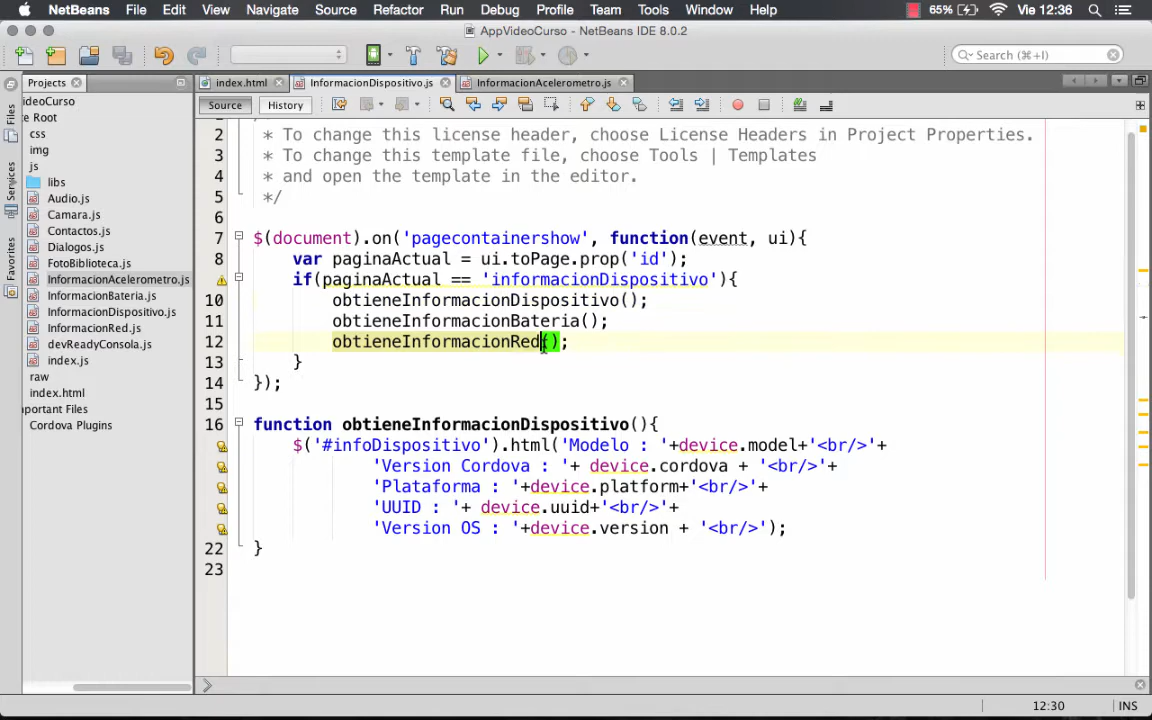 NetBeans File Edit View Navigate Source Refactor Run Debug Profile Team Tools Window Help 65% Vie 12:36
AppVideoCurso - NetBeans IDE 8.0.2
Search (⌘+I)
Projects index.html InformacionDispositivo.js InformacionAcelerometro.js
Source History
Files
Services
Favorites
ideoCurso
e Root
css
img
js
libs
Audio.js
Camara.js
Contactos.js
Dialogos.js
FotoBiblioteca.js
InformacionAcelerometro.js
InformacionBateria.js
InformacionDispositivo.js
InformacionRed.js
devReadyConsola.js
index.js
raw
index.html
nportant Files
Cordova Plugins
2 * To change this license header, choose License Headers in Project Properties.
3 * To change this template file, choose Tools | Templates
4 * and open the template in the editor.
5 */
6
7 $(document).on('pagecontainershow', function(event, ui){
8 var paginaActual = ui.toPage.prop('id');
if(paginaActual == 'informacionDispositivo'){
10 obtieneInformacionDispositivo();
11 obtieneInformacionBateria();
12 obtieneInformacionRed();
13 }
14 });
15
16 function obtieneInformacionDispositivo(){
$('#infoDispositivo').html('Modelo : '+device.model+'<br/>'+
'Version Cordova : '+ device.cordova + '<br/>'+
'Plataforma : '+device.platform+'<br/>'+
'UUID : '+ device.uuid+'<br/>'+
'Version OS : '+device.version + '<br/>');
22 }
23
12:30 INS